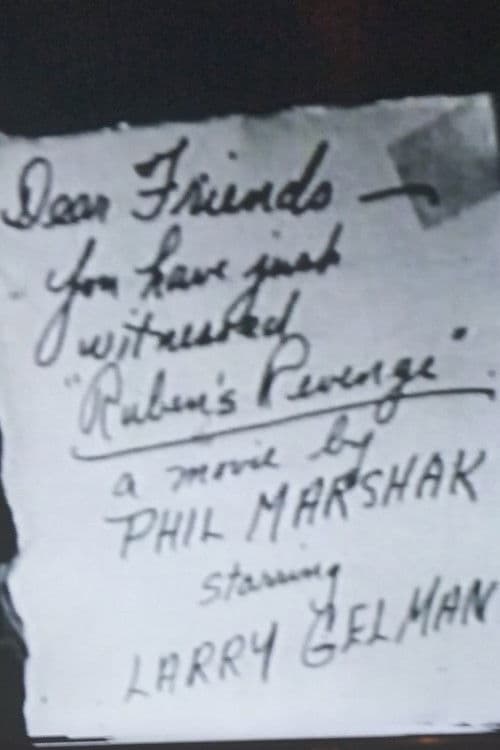 Dear Friends —
you have just
witnessed
"Ruben's Revenge"
a movie by
PHIL MARSHAK
starring
LARRY GELMAN